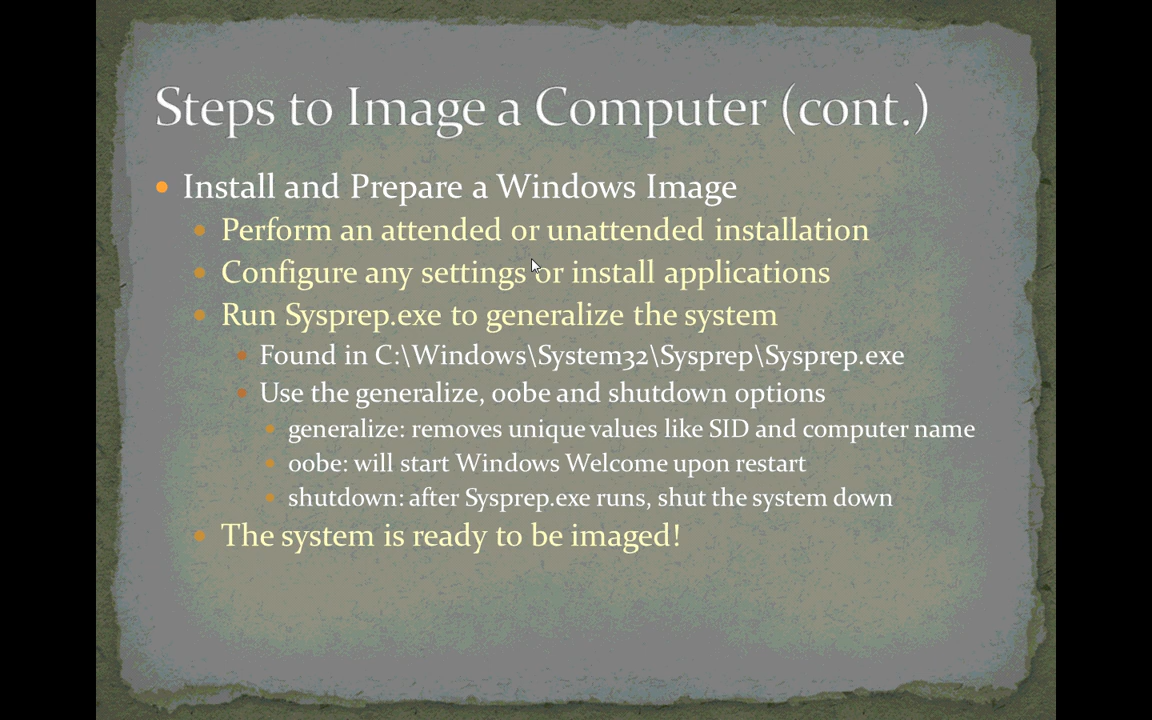 Steps to Image a Computer (cont.)
Install and Prepare a Windows Image
Perform an attended or unattended installation
Configure any settings or install applications
Run Sysprep.exe to generalize the system
Found in C:\Windows\System32\Sysprep\Sysprep.exe
Use the generalize, oobe and shutdown options
generalize: removes unique values like SID and computer name
oobe: will start Windows Welcome upon restart
shutdown: after Sysprep.exe runs, shut the system down
The system is ready to be imaged!